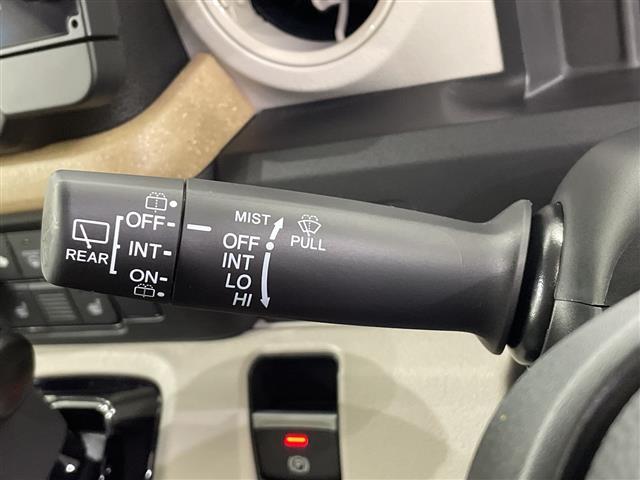 REAR
OFF
INT
ON
MIST
OFF
INT
LO
HI
PULL